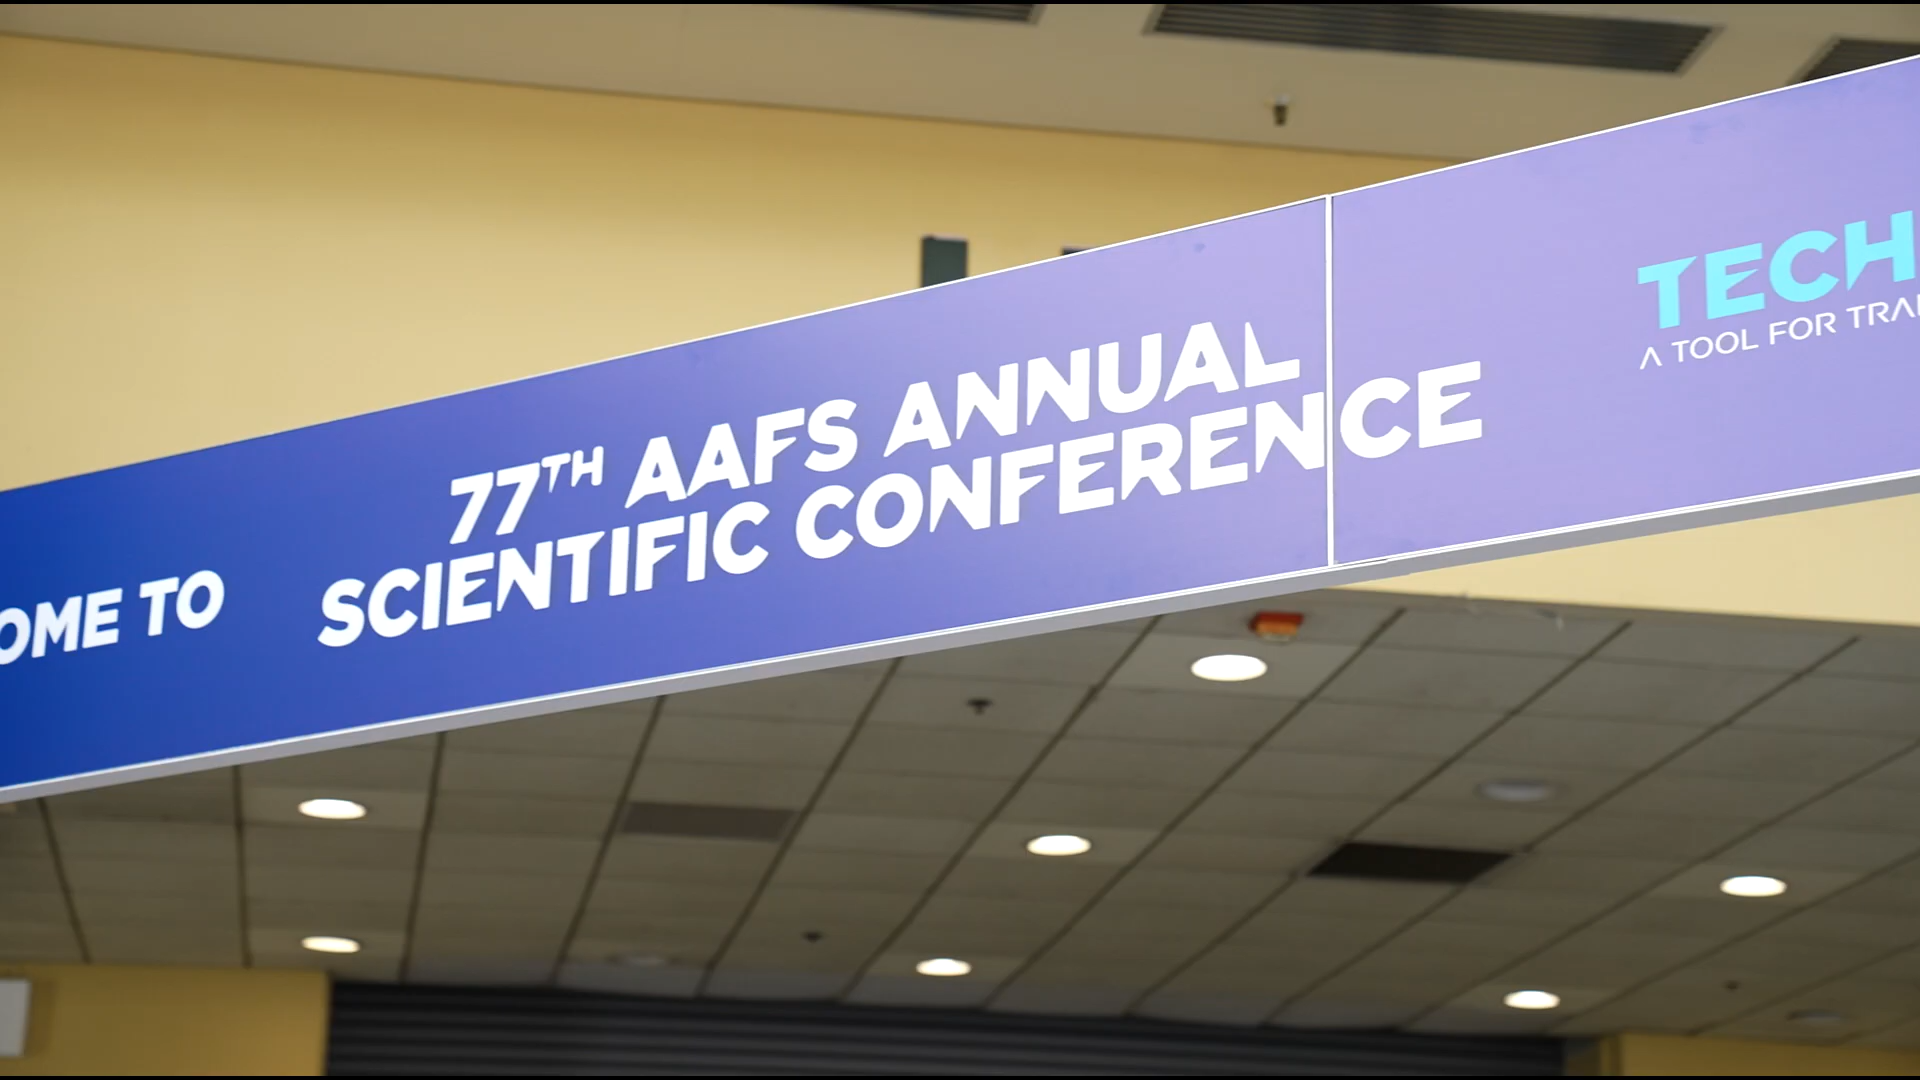 OME TO
77TH AAFS ANNUAL
SCIENTIFIC CONFERENCE
TECH
A TOOL FOR TRA